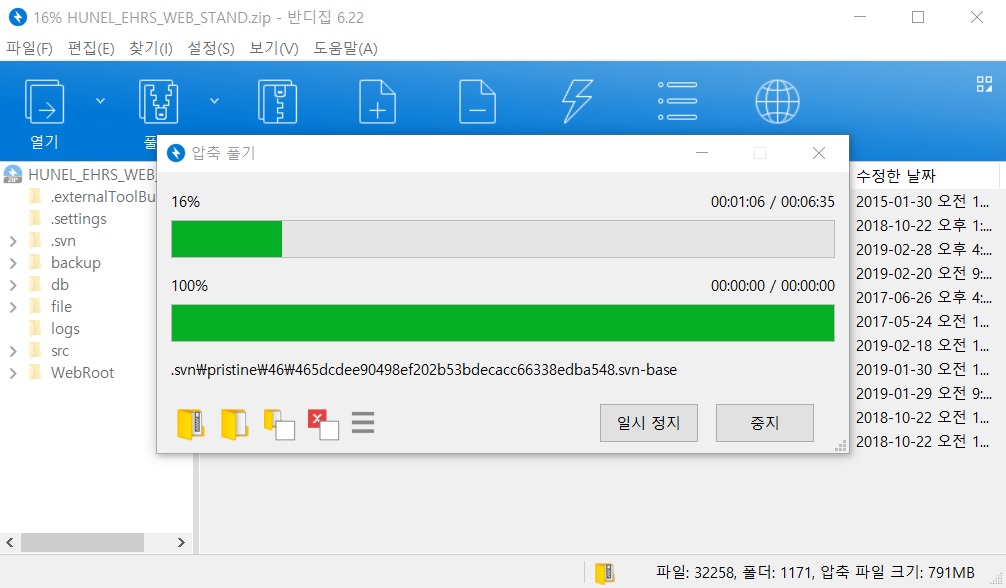 16% HUNEL_EHRS_WEB_STAND.zip - 반디집 6.22
파일(F) 편집(E) 찾기(I) 설정(S) 보기(V) 도움말(A)
열기
압축 풀기
16% 00:01:06 / 00:06:35
100% 00:00:00 / 00:00:00
.svn₩pristine₩46₩465dcdee90498ef202b53bdecacc66338edba548.svn-base
일시 정지 중지
HUNEL_EHRS_WEB_
.externalToolBu
.settings
.svn
backup
db
file
logs
src
WebRoot
수정한 날짜
2015-01-30 오전 1...
2018-10-22 오후 1:...
2019-02-28 오후 4:...
2019-02-20 오전 9:...
2017-06-26 오후 4:...
2017-05-24 오전 1...
2019-02-18 오전 1...
2019-01-30 오전 1...
2019-01-29 오전 9:...
2018-10-22 오전 1...
2018-10-22 오전 1...
파일: 32258, 폴더: 1171, 압축 파일 크기: 791MB